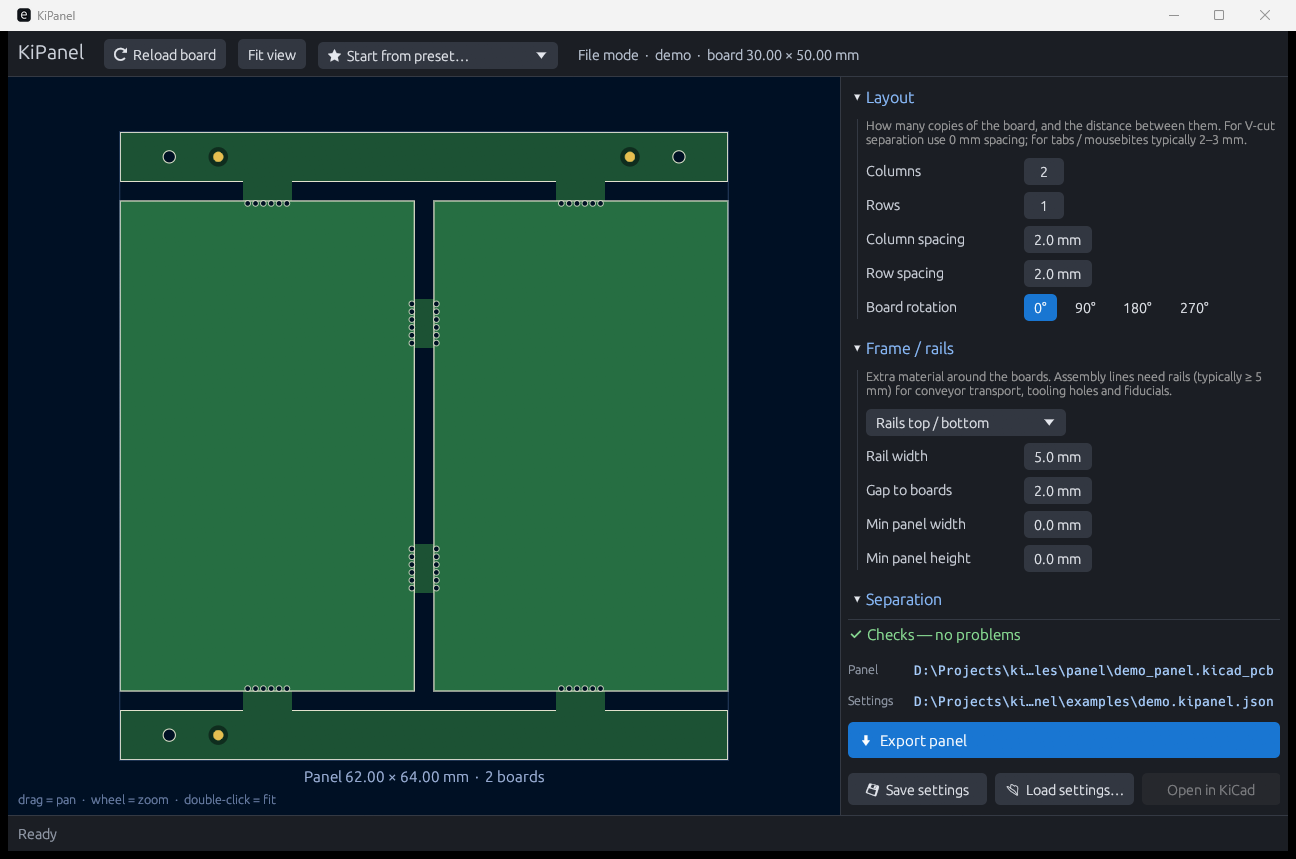 KiPanel
KiPanel
Reload board
Fit view
Start from preset…
File mode · demo · board 30.00 × 50.00 mm
Layout
How many copies of the board, and the distance between them. For V-cut
separation use 0 mm spacing; for tabs / mousebites typically 2–3 mm.
Columns
2
Rows
1
Column spacing
2.0 mm
Row spacing
2.0 mm
Board rotation
0° 90° 180° 270°
Frame / rails
Extra material around the boards. Assembly lines need rails (typically ≥ 5
mm) for conveyor transport, tooling holes and fiducials.
Rails top / bottom
Rail width
5.0 mm
Gap to boards
2.0 mm
Min panel width
0.0 mm
Min panel height
0.0 mm
Separation
Checks — no problems
Panel
D:\Projects\ki…les\panel\demo_panel.kicad_pcb
Settings
D:\Projects\ki…nel\examples\demo.kipanel.json
Export panel
Save settings
Load settings…
Open in KiCad
Panel 62.00 × 64.00 mm · 2 boards
drag = pan · wheel = zoom · double-click = fit
Ready